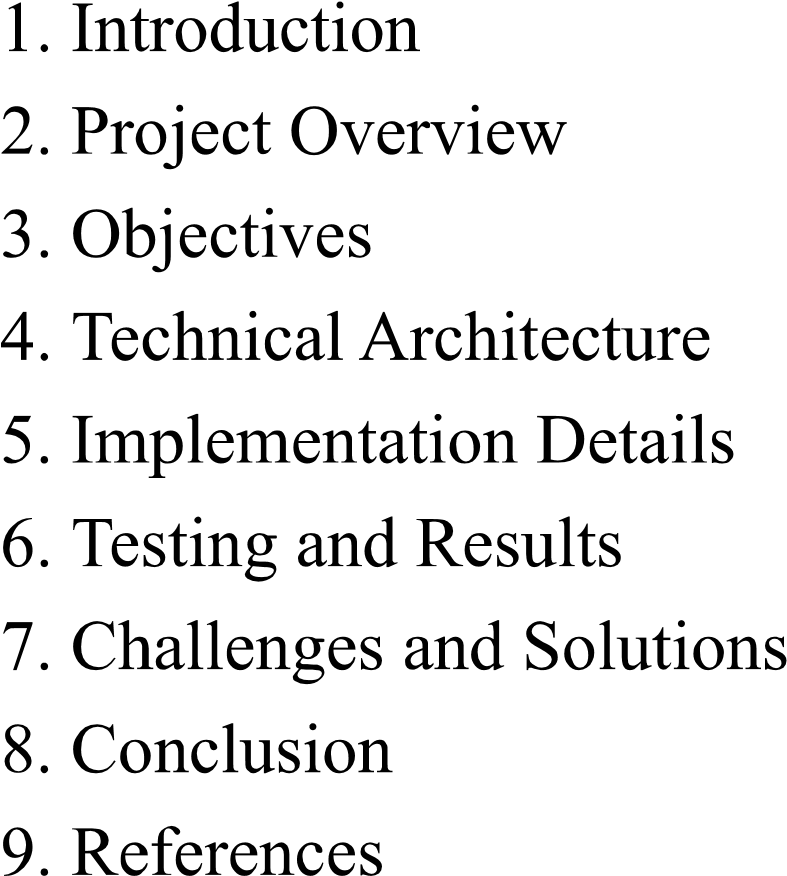 1. Introduction
2. Project Overview
3. Objectives
4. Technical Architecture
5. Implementation Details
6. Testing and Results
7. Challenges and Solutions
8. Conclusion
9. References